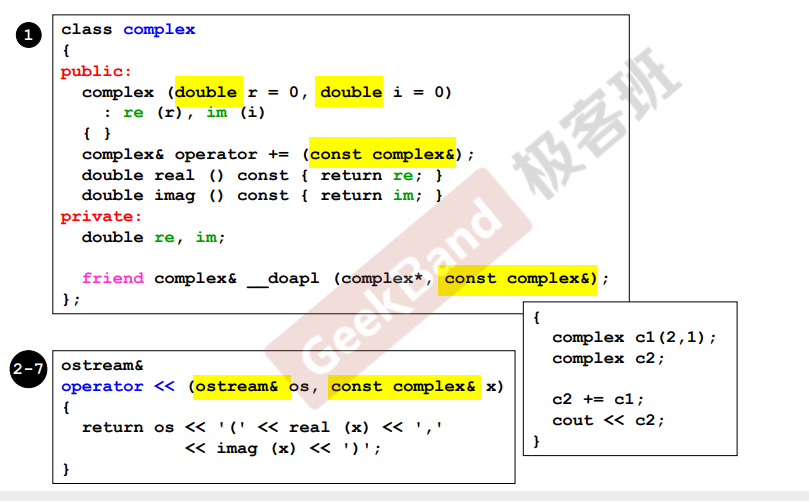 1
class complex
{
public:
  complex (double r = 0, double i = 0)
    : re (r), im (i)
  { }
  complex& operator += (const complex&);
  double real () const { return re; }
  double imag () const { return im; }
private:
  double re, im;
  friend complex& __doapl (complex*, const complex&);
};
{
  complex c1(2,1);
  complex c2;
  c2 += c1;
  cout << c2;
}
2-7
ostream&
operator << (ostream& os, const complex& x)
{
  return os << '(' << real (x) << ','
            << imag (x) << ')';
}
GeekBand 极客班